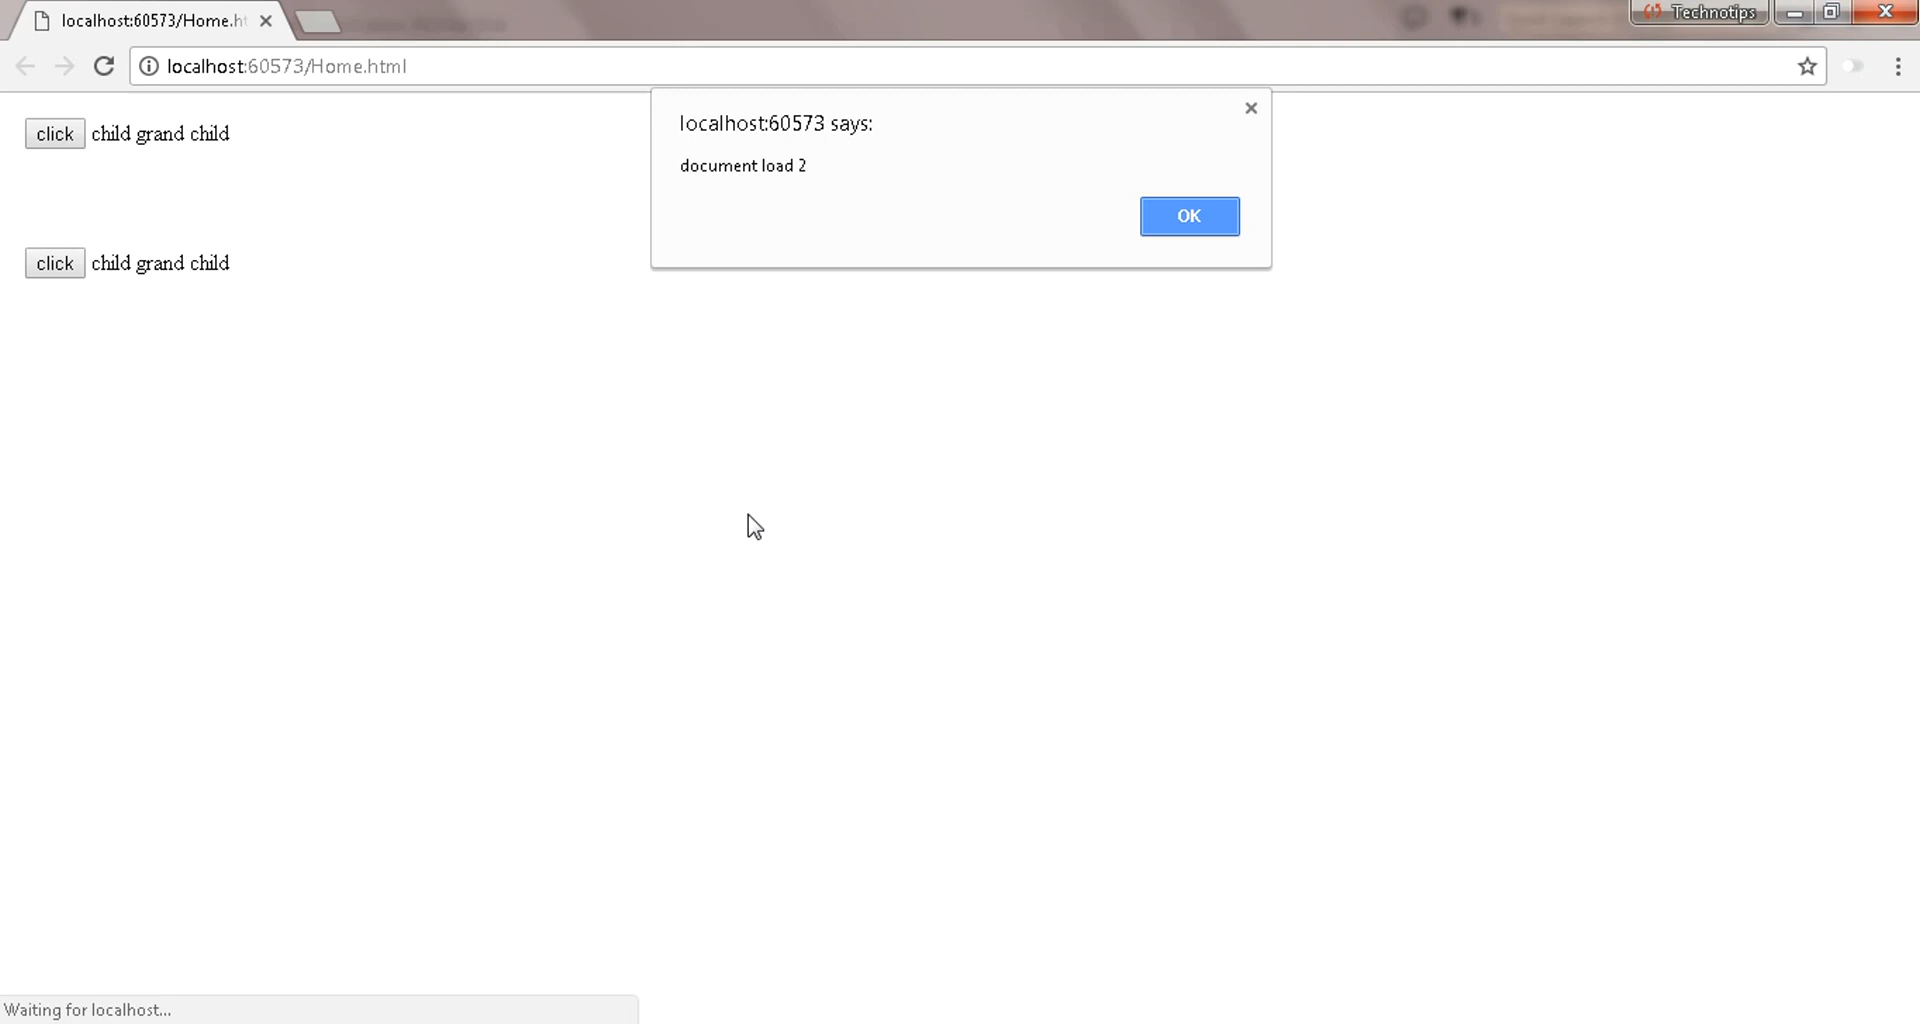 localhost:60573/Home.ht
Technotips
localhost:60573/Home.html
click child grand child
localhost:60573 says:
document load 2
OK
click child grand child
Waiting for localhost...